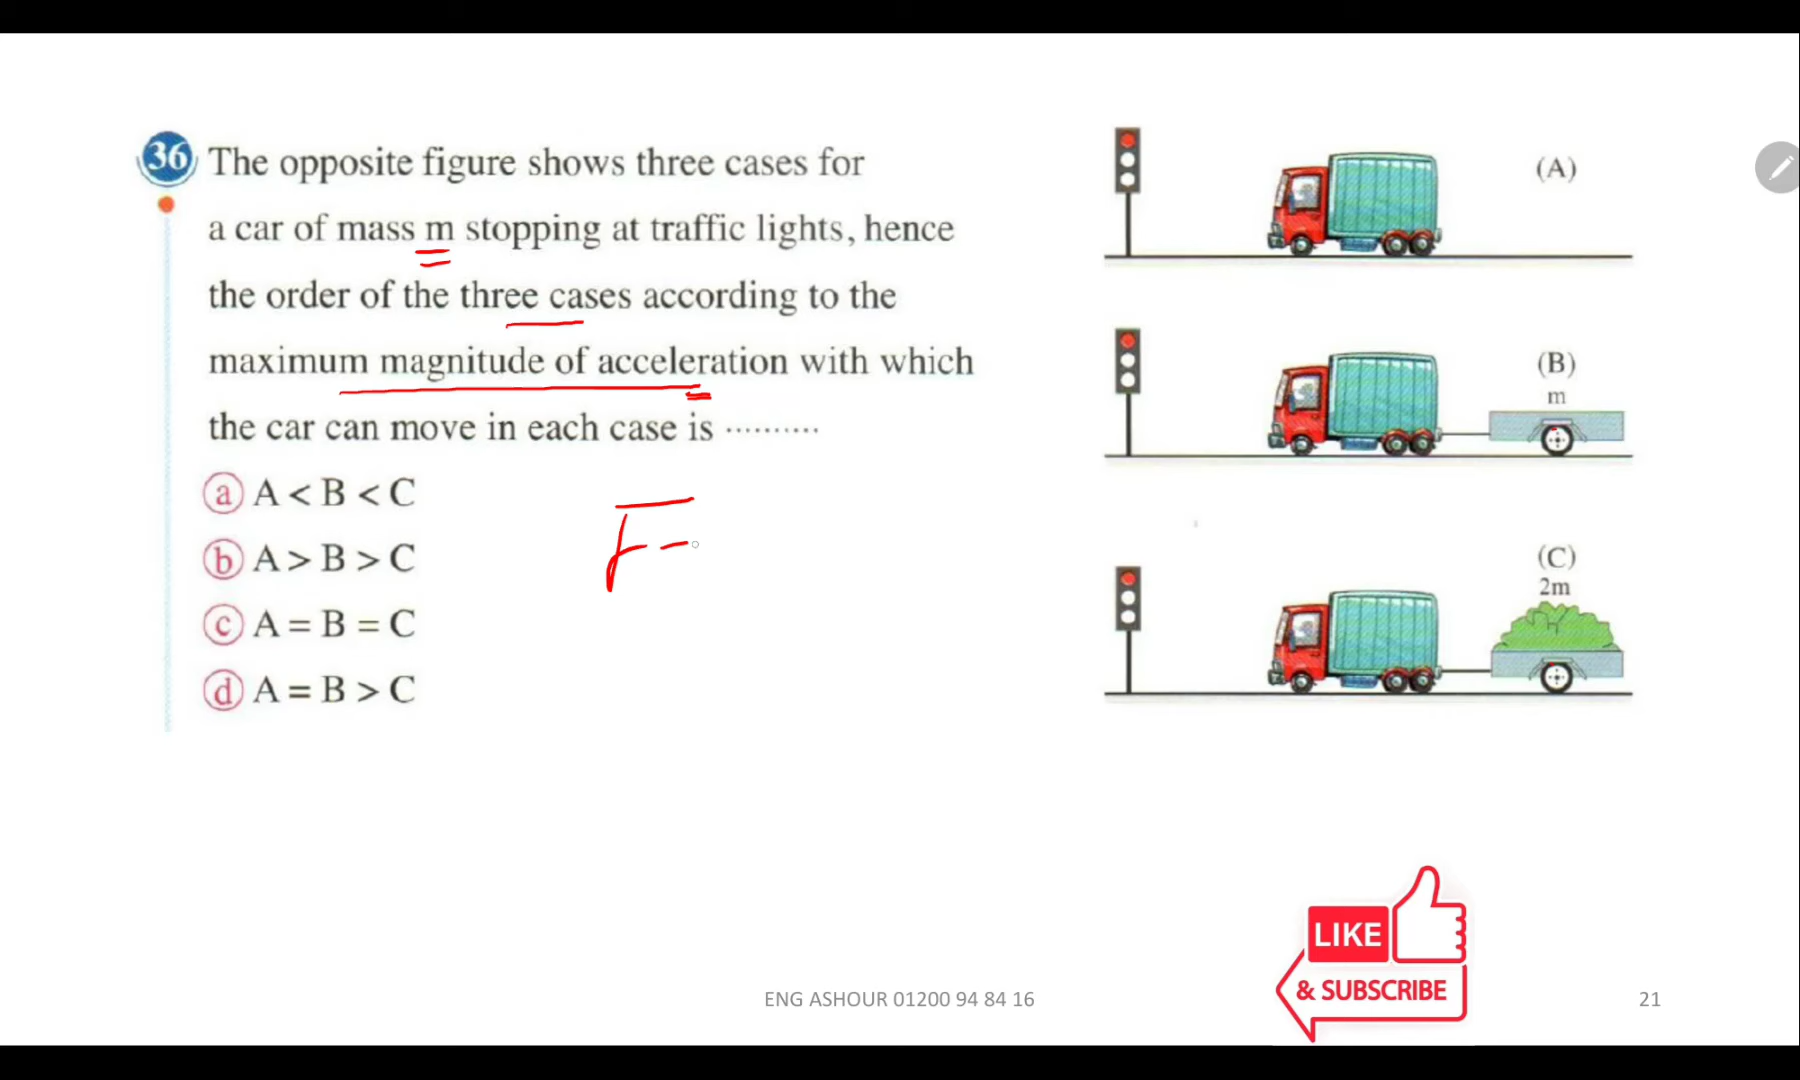 36 The opposite figure shows three cases for
a car of mass m stopping at traffic lights, hence
the order of the three cases according to the
maximum magnitude of acceleration with which
the car can move in each case is ..........
a A < B < C
b A > B > C
c A = B = C
d A = B > C
F =
(A)
(B)
m
(C)
2m
LIKE
& SUBSCRIBE
ENG ASHOUR 01200 94 84 16
21